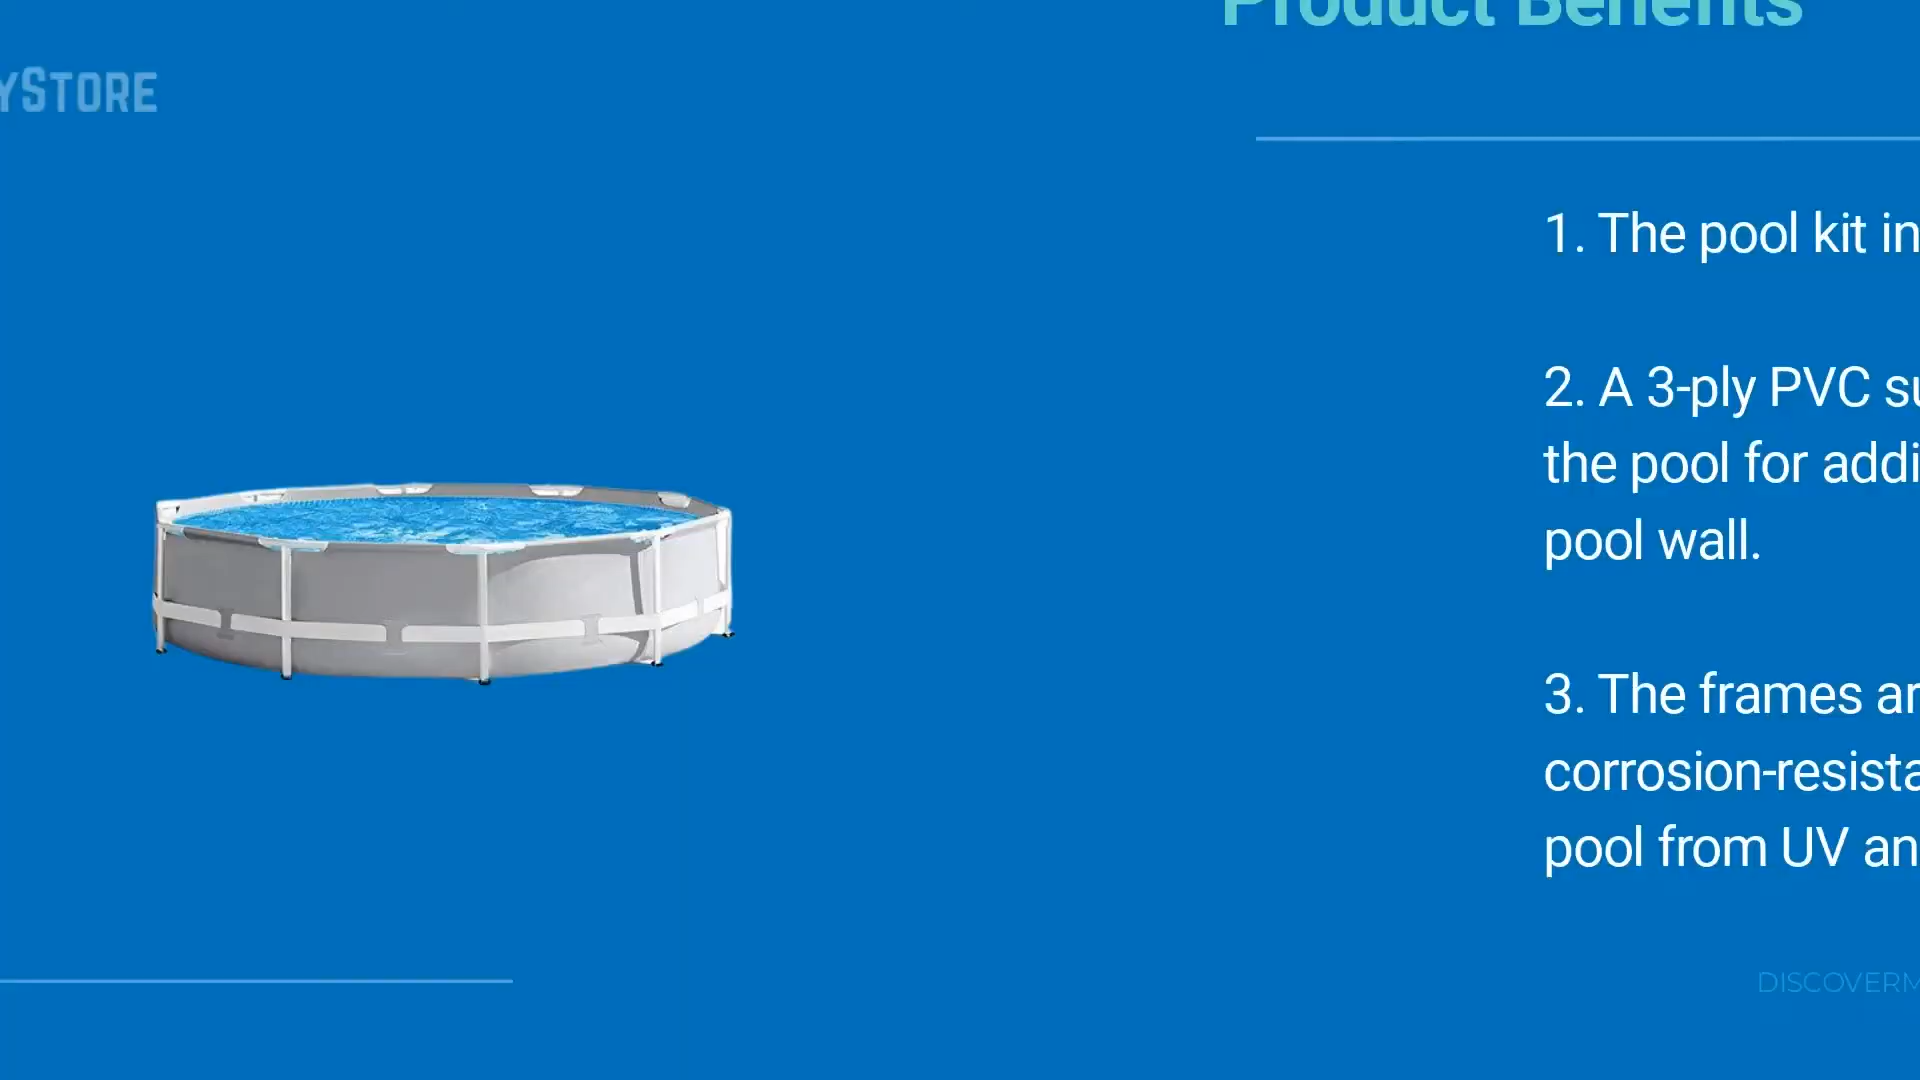 Product Benefits
YSTORE
1. The pool kit in
2. A 3-ply PVC su
the pool for addi
pool wall.
3. The frames ar
corrosion-resista
pool from UV an
DISCOVERM